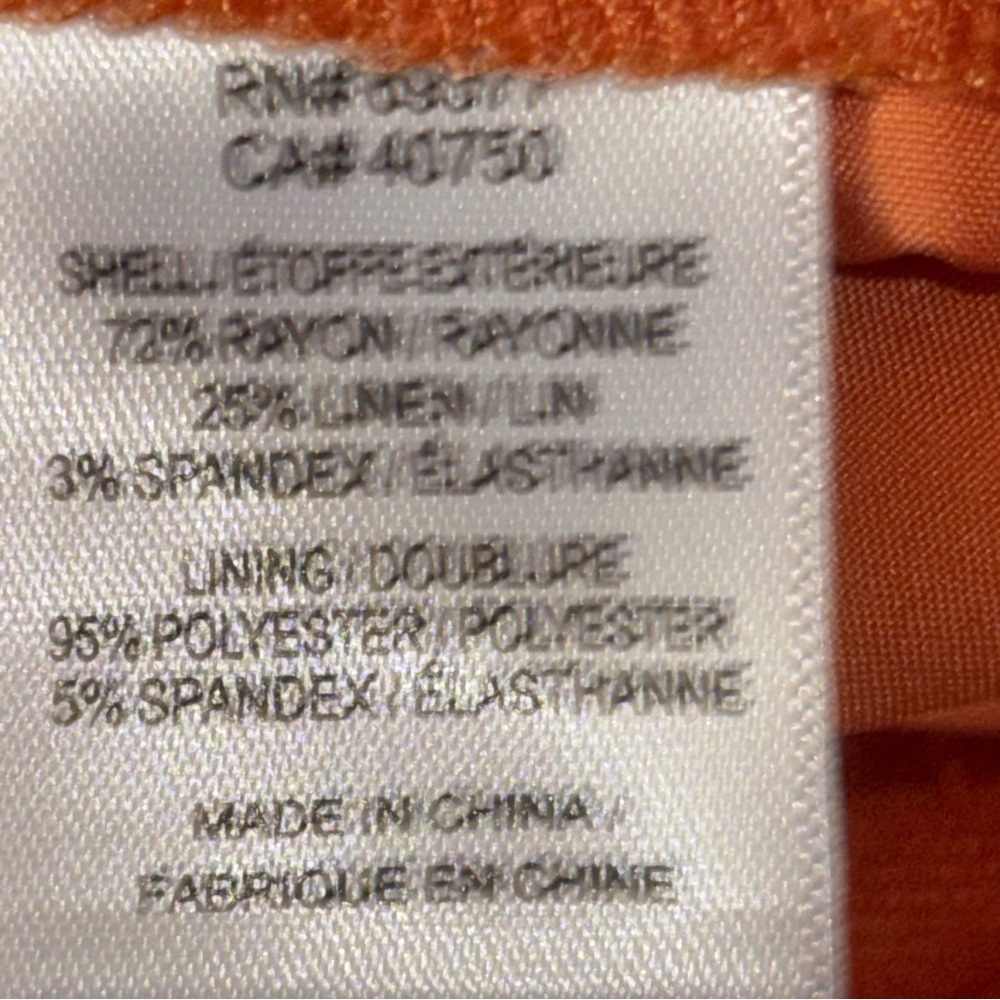 RN#
CA# 40750
SHELL / ÉTOFFE EXTÉRIEURE
72% RAYON / RAYONNE
25% LINEN / LIN
3% SPANDEX / ÉLASTHANNE
LINING / DOUBLURE
95% POLYESTER / POLYESTER
5% SPANDEX / ÉLASTHANNE
MADE IN CHINA /
FABRIQUE EN CHINE